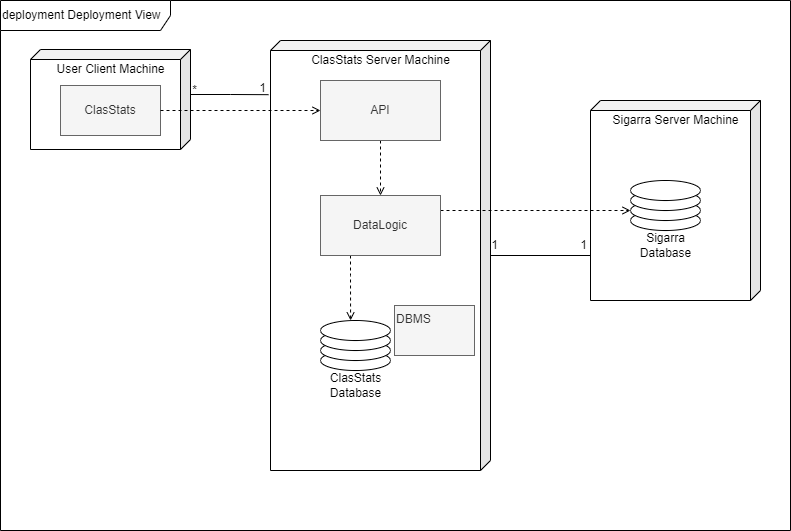 deployment Deployment View
User Client Machine
ClasStats
*
1
ClasStats Server Machine
API
DataLogic
DBMS
ClasStats
Database
1
1
Sigarra Server Machine
Sigarra
Database